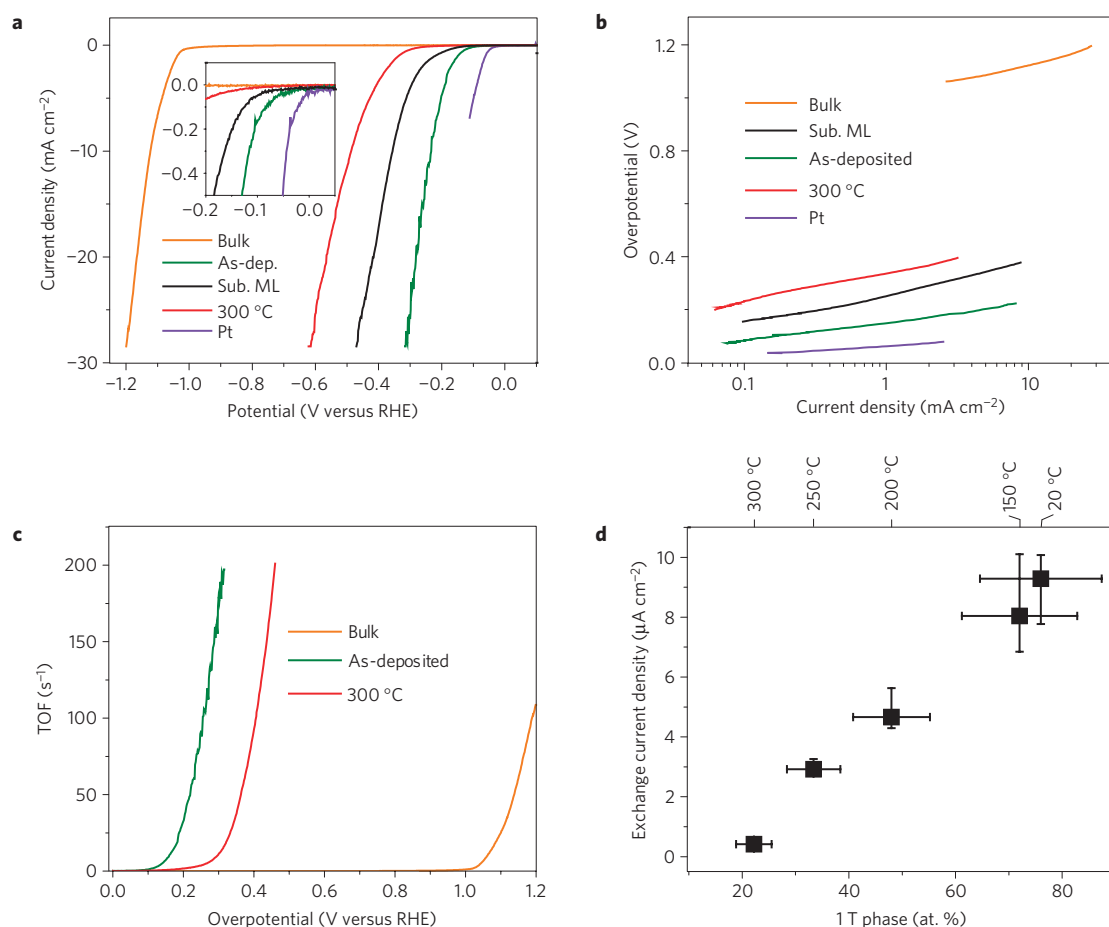 a
Current density (mA cm−2)
0
−10
−20
−30
−1.2
−1.0
−0.8
−0.6
−0.4
−0.2
0.0
Potential (V versus RHE)
0.0
−0.2
−0.4
−0.2
−0.1
0.0
Bulk
As-dep.
Sub. ML
300 °C
Pt
b
Overpotential (V)
1.2
0.8
0.4
0.0
0.1
1
10
Current density (mA cm−2)
Bulk
Sub. ML
As-deposited
300 °C
Pt
c
TOF (s−1)
200
150
100
50
0
0.0
0.2
0.4
0.6
0.8
1.0
1.2
Overpotential (V versus RHE)
Bulk
As-deposited
300 °C
d
300 °C
250 °C
200 °C
150 °C
20 °C
Exchange current density (μA cm−2)
10
8
6
4
2
0
20
40
60
80
1 T phase (at. %)